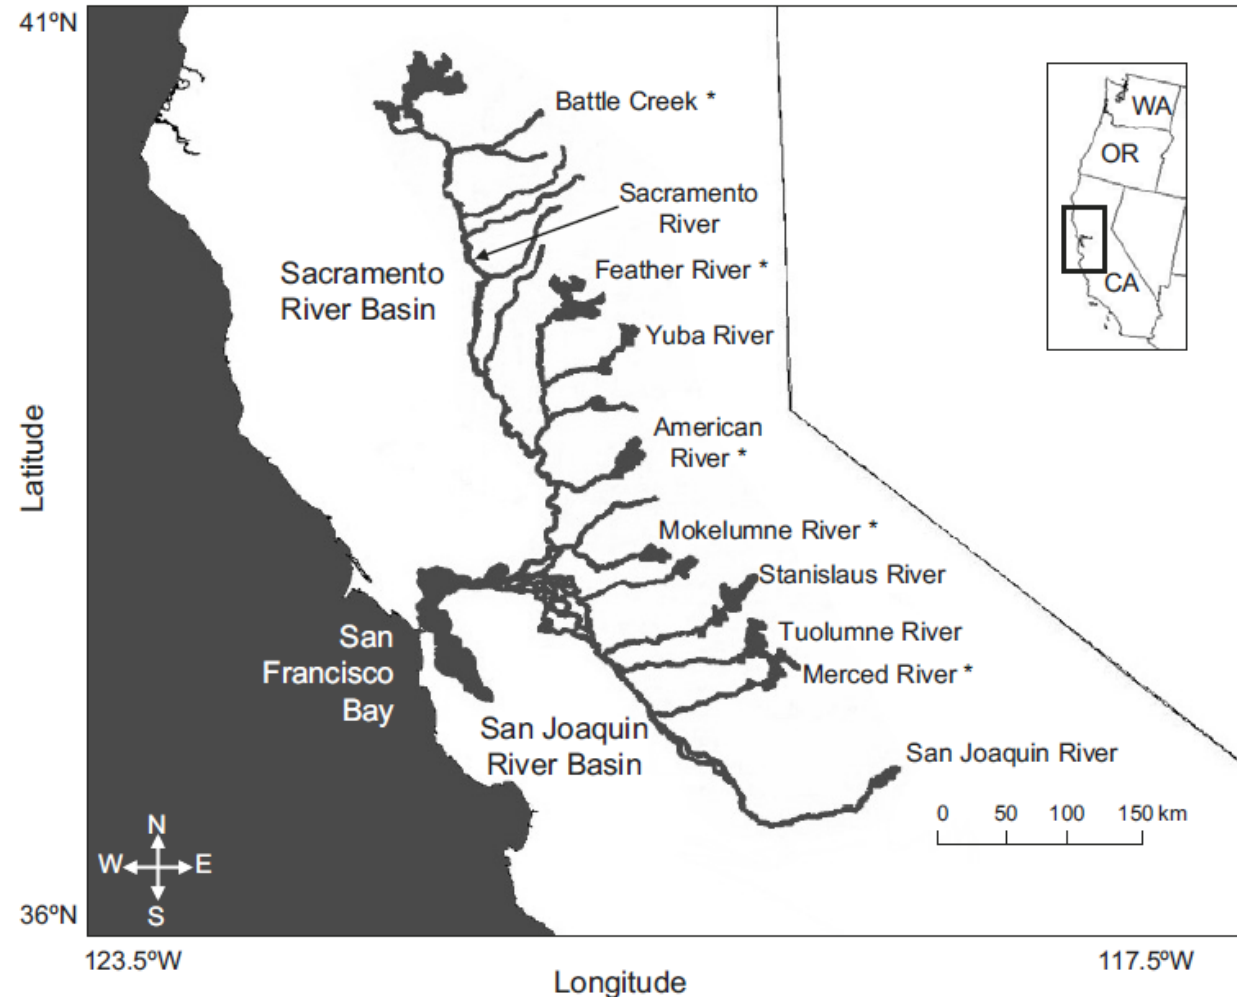 41ºN
Battle Creek *
WA
OR
Sacramento
River
Sacramento
River Basin
Feather River *
CA
Yuba River
Latitude
American
River *
Mokelumne River *
Stanislaus River
San
Francisco
Bay
Tuolumne River
Merced River *
San Joaquin
River Basin
San Joaquin River
0 50 100 150 km
N
W E
S
36ºN
123.5ºW
117.5ºW
Longitude